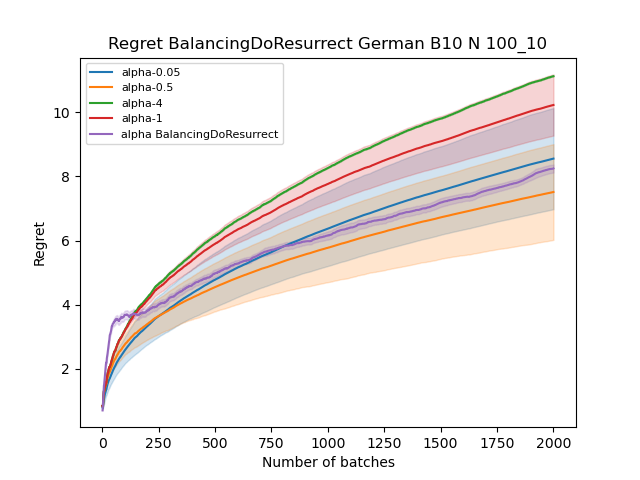 Regret BalancingDoResurrect German B10 N 100_10
alpha-0.05
alpha-0.5
alpha-4
alpha-1
alpha BalancingDoResurrect
10
8
6
4
2
Regret
0 250 500 750 1000 1250 1500 1750 2000
Number of batches